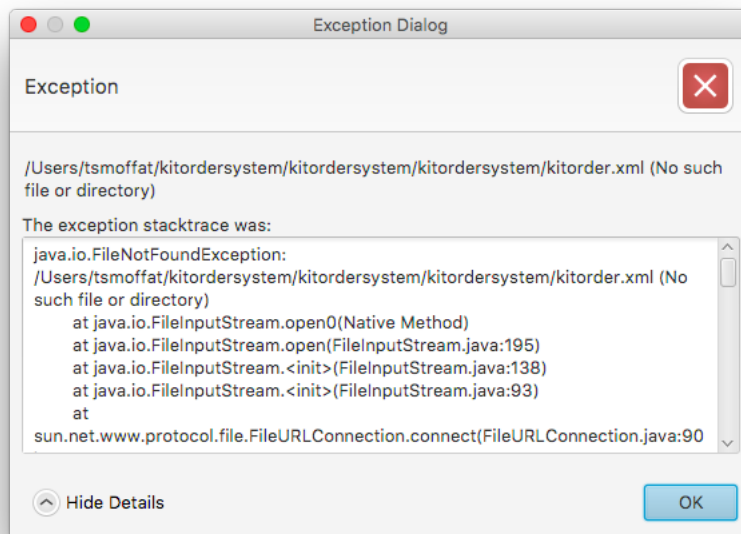 Exception Dialog
Exception
/Users/tsmoffat/kitordersystem/kitordersystem/kitordersystem/kitorder.xml (No such
file or directory)
The exception stacktrace was:
java.io.FileNotFoundException:
/Users/tsmoffat/kitordersystem/kitordersystem/kitordersystem/kitorder.xml (No
such file or directory)
at java.io.FileInputStream.open0(Native Method)
at java.io.FileInputStream.open(FileInputStream.java:195)
at java.io.FileInputStream.<init>(FileInputStream.java:138)
at java.io.FileInputStream.<init>(FileInputStream.java:93)
at
sun.net.www.protocol.file.FileURLConnection.connect(FileURLConnection.java:90
Hide Details
OK